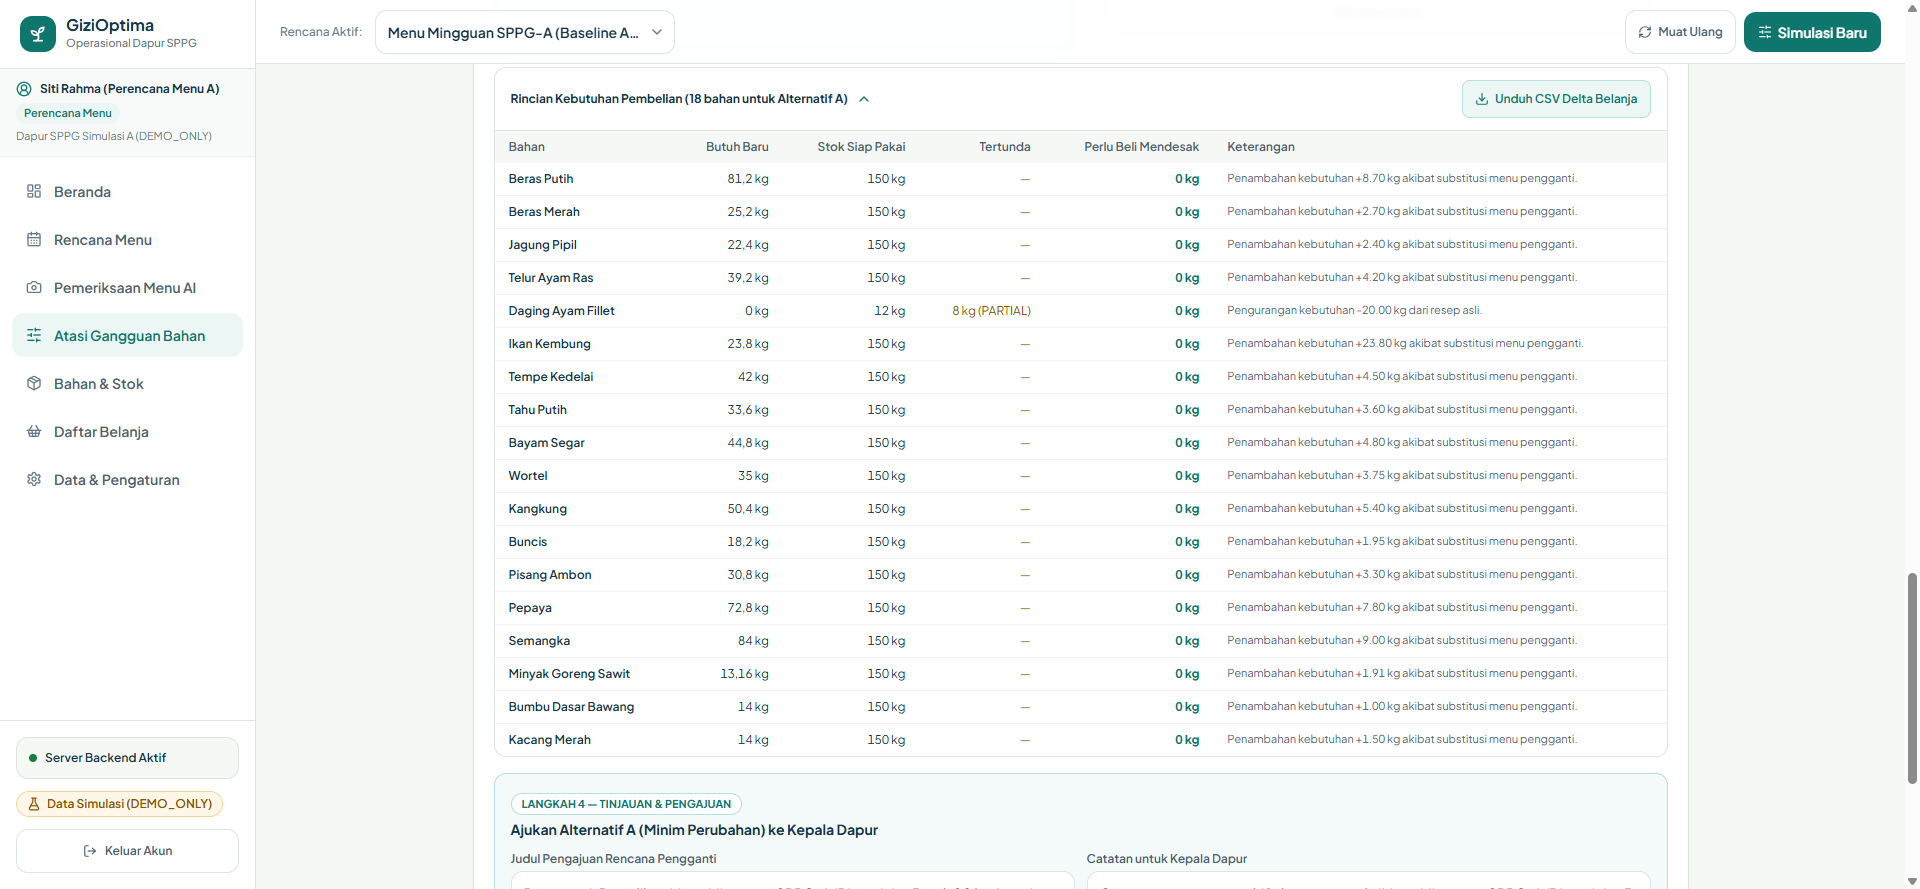 GiziOptima
Operasional Dapur SPPG
Siti Rahma (Perencana Menu A)
Perencana Menu
Dapur SPPG Simulasi A (DEMO_ONLY)
Beranda
Rencana Menu
Pemeriksaan Menu AI
Atasi Gangguan Bahan
Bahan & Stok
Daftar Belanja
Data & Pengaturan
Server Backend Aktif
Data Simulasi (DEMO_ONLY)
Keluar Akun
Rencana Aktif: Menu Mingguan SPPG-A (Baseline A... Muat Ulang Simulasi Baru
Rincian Kebutuhan Pembelian (18 bahan untuk Alternatif A) Unduh CSV Delta Belanja
Bahan Butuh Baru Stok Siap Pakai Tertunda Perlu Beli Mendesak Keterangan
Beras Putih 81,2 kg 150 kg — 0 kg Penambahan kebutuhan +8.70 kg akibat substitusi menu pengganti.
Beras Merah 25,2 kg 150 kg — 0 kg Penambahan kebutuhan +2.70 kg akibat substitusi menu pengganti.
Jagung Pipil 22,4 kg 150 kg — 0 kg Penambahan kebutuhan +2.40 kg akibat substitusi menu pengganti.
Telur Ayam Ras 39,2 kg 150 kg — 0 kg Penambahan kebutuhan +4.20 kg akibat substitusi menu pengganti.
Daging Ayam Fillet 0 kg 12 kg 8 kg (PARTIAL) 0 kg Pengurangan kebutuhan -20.00 kg dari resep asli.
Ikan Kembung 23,8 kg 150 kg — 0 kg Penambahan kebutuhan +23.80 kg akibat substitusi menu pengganti.
Tempe Kedelai 42 kg 150 kg — 0 kg Penambahan kebutuhan +4.50 kg akibat substitusi menu pengganti.
Tahu Putih 33,6 kg 150 kg — 0 kg Penambahan kebutuhan +3.60 kg akibat substitusi menu pengganti.
Bayam Segar 44,8 kg 150 kg — 0 kg Penambahan kebutuhan +4.80 kg akibat substitusi menu pengganti.
Wortel 35 kg 150 kg — 0 kg Penambahan kebutuhan +3.75 kg akibat substitusi menu pengganti.
Kangkung 50,4 kg 150 kg — 0 kg Penambahan kebutuhan +5.40 kg akibat substitusi menu pengganti.
Buncis 18,2 kg 150 kg — 0 kg Penambahan kebutuhan +1.95 kg akibat substitusi menu pengganti.
Pisang Ambon 30,8 kg 150 kg — 0 kg Penambahan kebutuhan +3.30 kg akibat substitusi menu pengganti.
Pepaya 72,8 kg 150 kg — 0 kg Penambahan kebutuhan +7.80 kg akibat substitusi menu pengganti.
Semangka 84 kg 150 kg — 0 kg Penambahan kebutuhan +9.00 kg akibat substitusi menu pengganti.
Minyak Goreng Sawit 13,16 kg 150 kg — 0 kg Penambahan kebutuhan +1.91 kg akibat substitusi menu pengganti.
Bumbu Dasar Bawang 14 kg 150 kg — 0 kg Penambahan kebutuhan +1.00 kg akibat substitusi menu pengganti.
Kacang Merah 14 kg 150 kg — 0 kg Penambahan kebutuhan +1.50 kg akibat substitusi menu pengganti.
LANGKAH 4 — TINJAUAN & PENGAJUAN
Ajukan Alternatif A (Minim Perubahan) ke Kepala Dapur
Judul Pengajuan Rencana Pengganti Catatan untuk Kepala Dapur